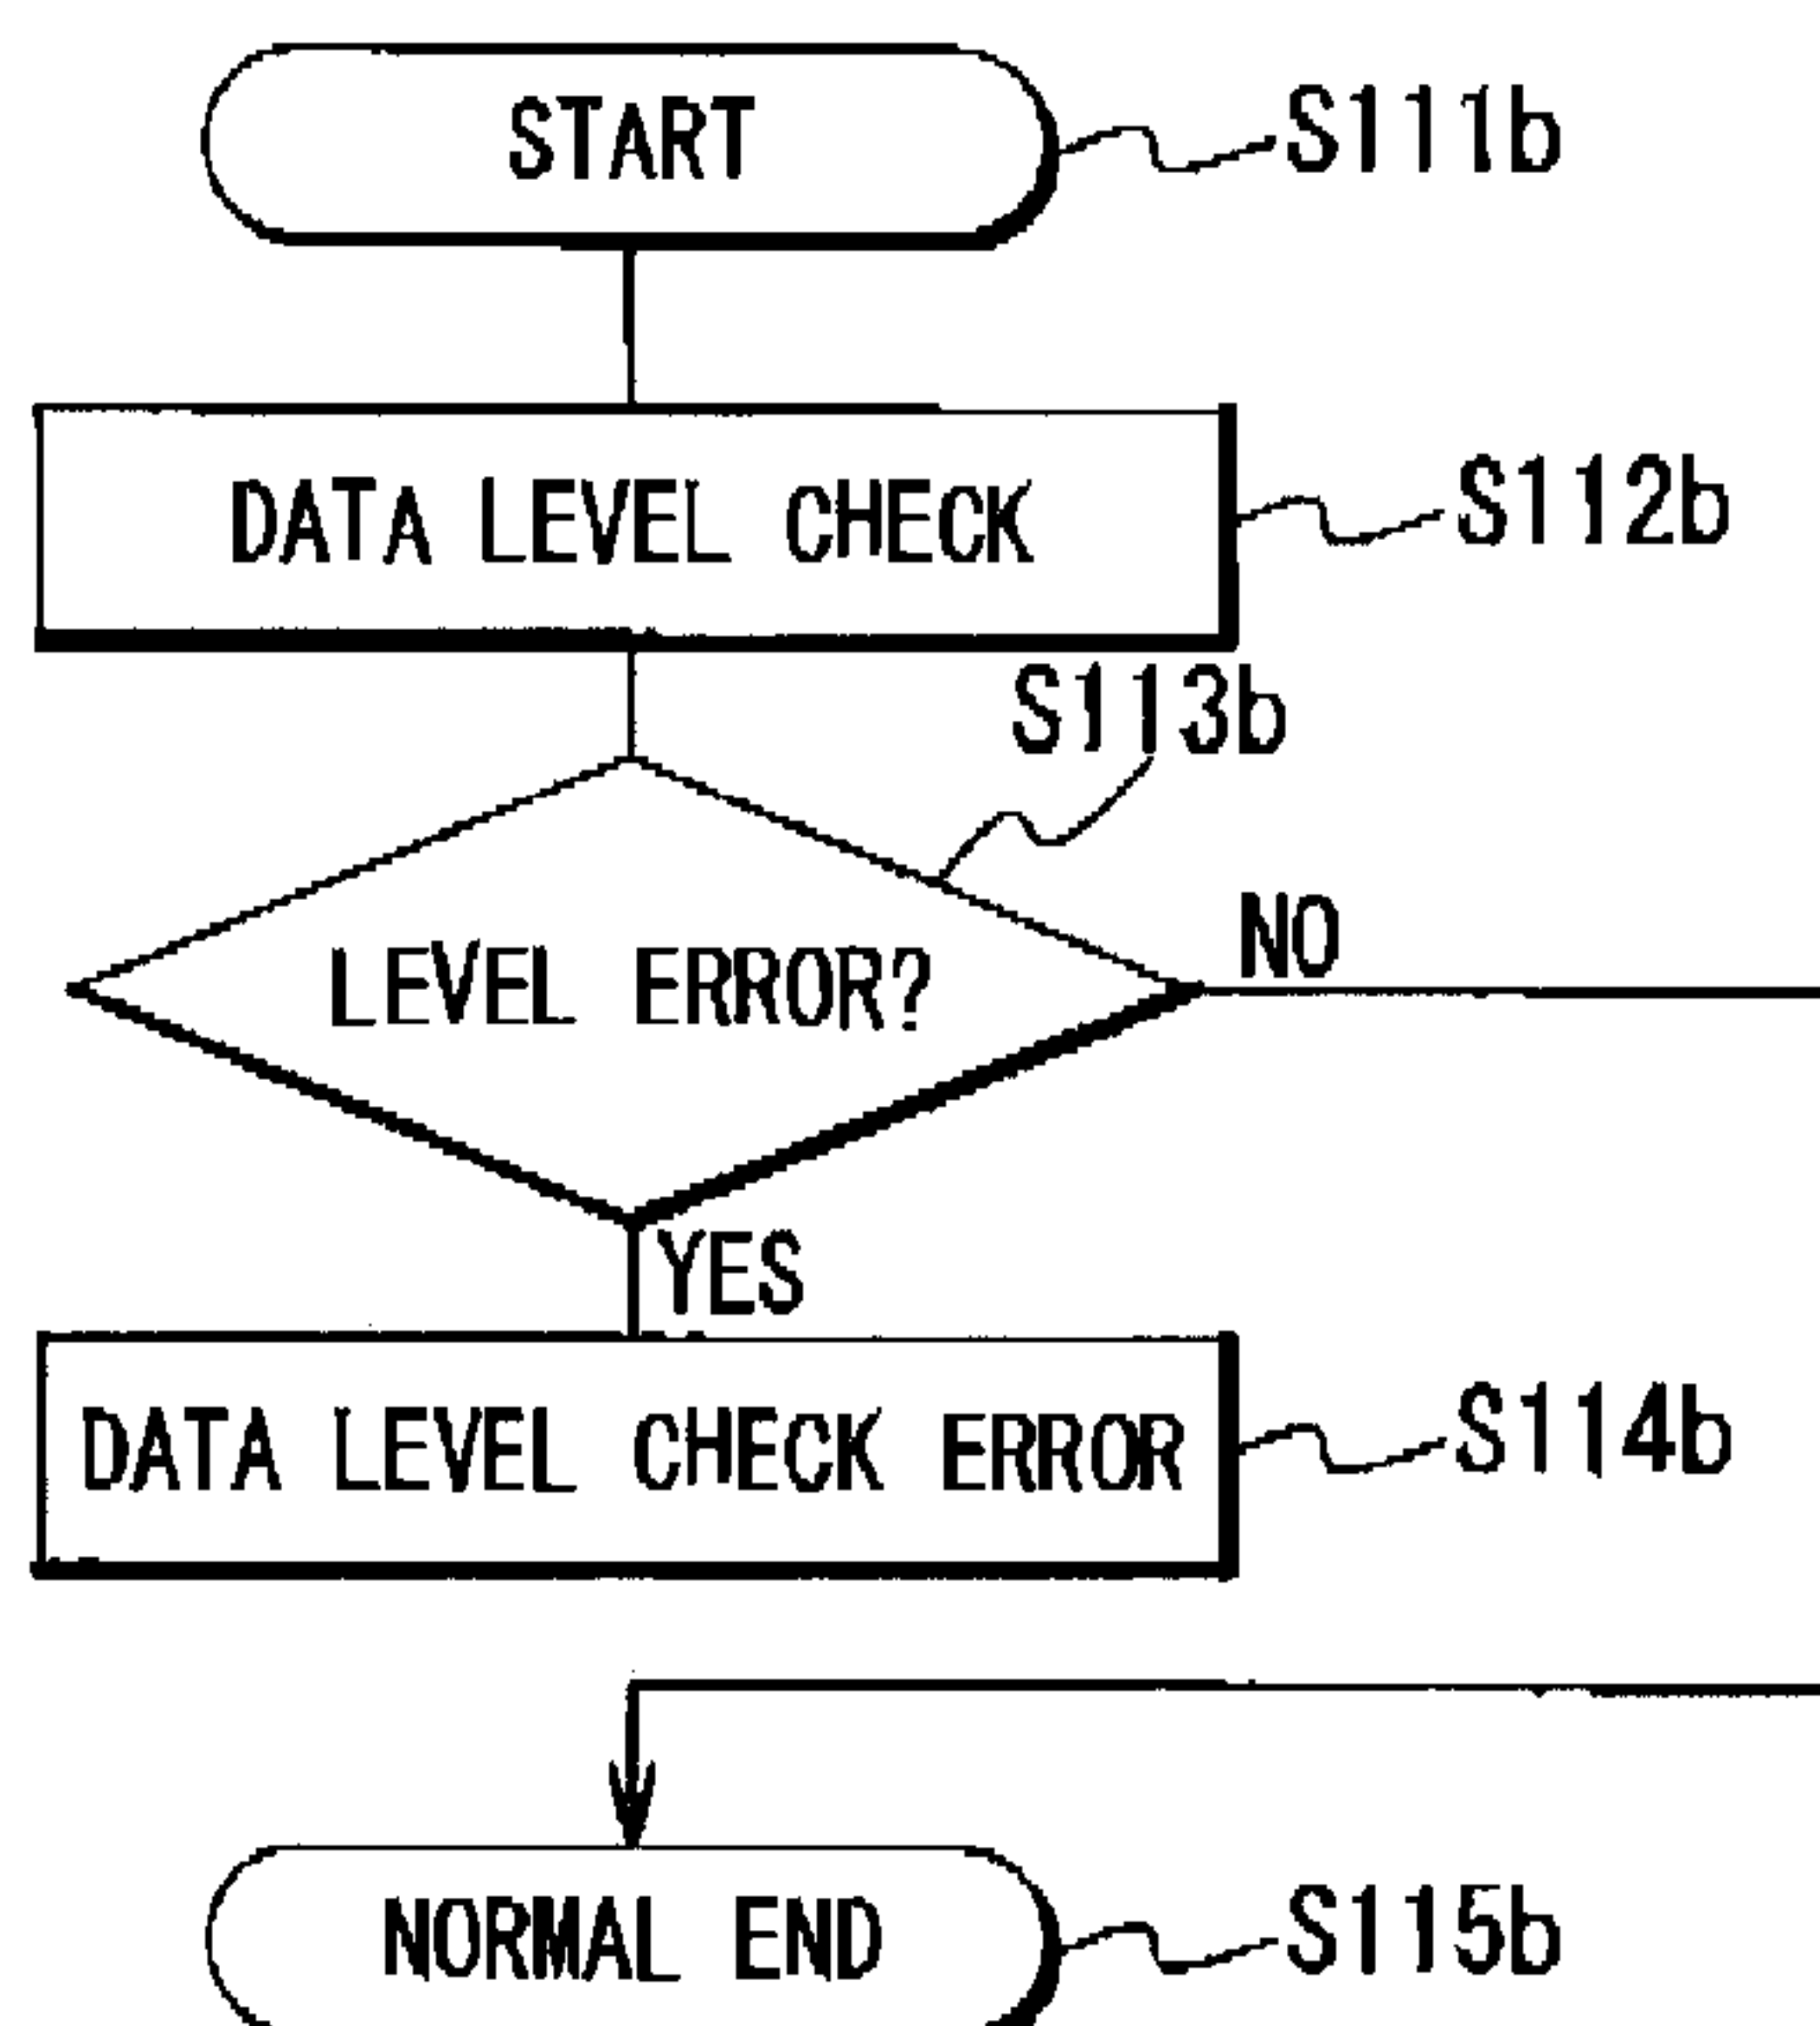 START
S111b
DATA LEVEL CHECK
S112b
S113b
LEVEL ERROR?
NO
YES
DATA LEVEL CHECK ERROR
S114b
NORMAL END
S115b